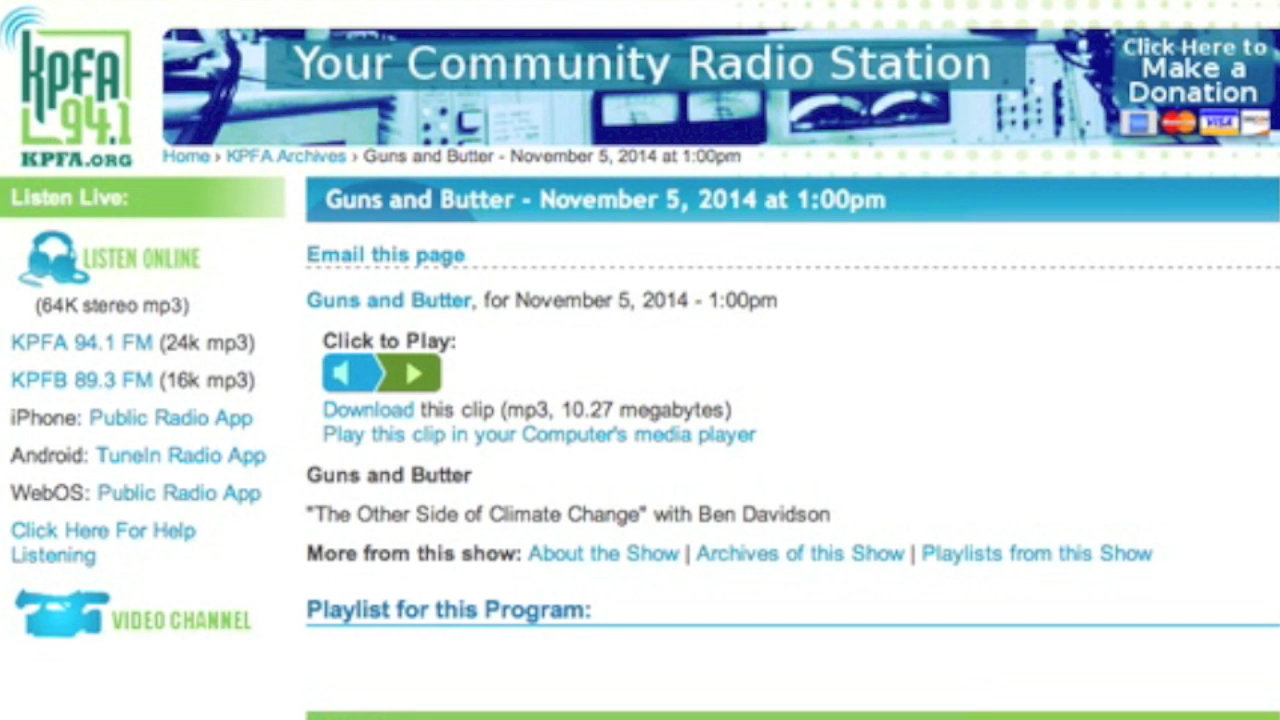 KPFA
94.1
KPFA.ORG
Your Community Radio Station
Click Here to
Make a
Donation
VISA
Home › KPFA Archives › Guns and Butter - November 5, 2014 at 1:00pm
Listen Live:
LISTEN ONLINE
(64K stereo mp3)
KPFA 94.1 FM (24k mp3)
KPFB 89.3 FM (16k mp3)
iPhone: Public Radio App
Android: TuneIn Radio App
WebOS: Public Radio App
Click Here For Help
Listening
VIDEO CHANNEL
Guns and Butter - November 5, 2014 at 1:00pm
Email this page
Guns and Butter, for November 5, 2014 - 1:00pm
Click to Play:
Download this clip (mp3, 10.27 megabytes)
Play this clip in your Computer's media player
Guns and Butter
"The Other Side of Climate Change" with Ben Davidson
More from this show: About the Show | Archives of this Show | Playlists from this Show
Playlist for this Program: